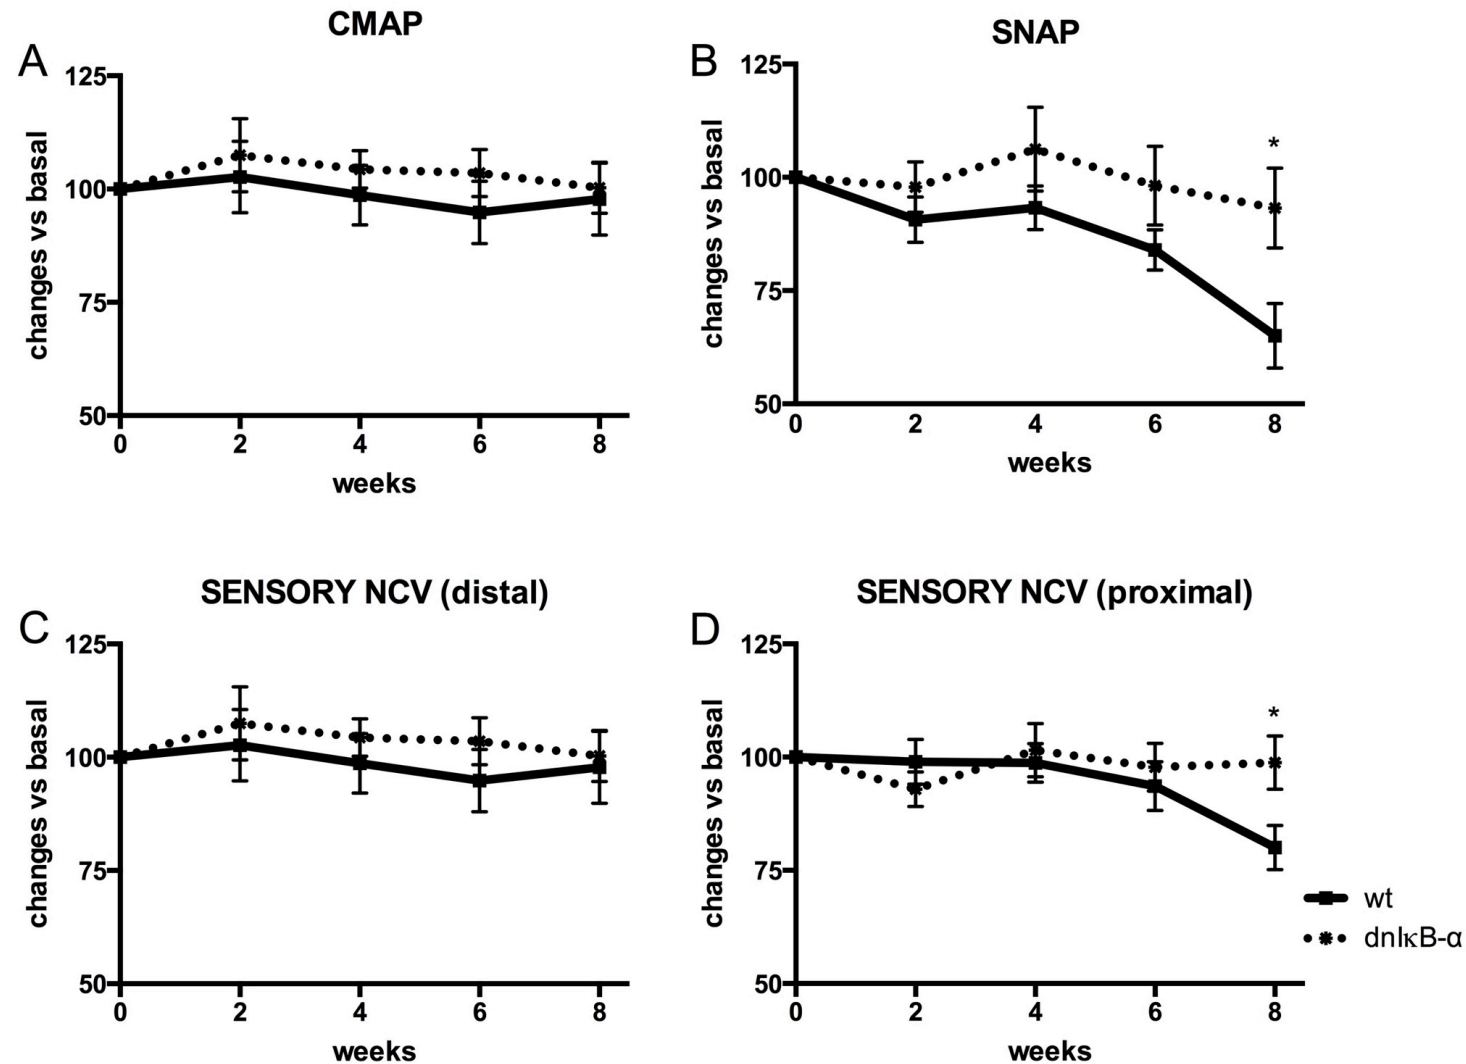 CMAP
A
125
100
75
50
changes vs basal
0 2 4 6 8
weeks
SNAP
B
125
100
75
50
changes vs basal
*
0 2 4 6 8
weeks
SENSORY NCV (distal)
C
125
100
75
50
changes vs basal
0 2 4 6 8
weeks
SENSORY NCV (proximal)
D
125
100
75
50
changes vs basal
*
0 2 4 6 8
weeks
wt
dnIκB-α